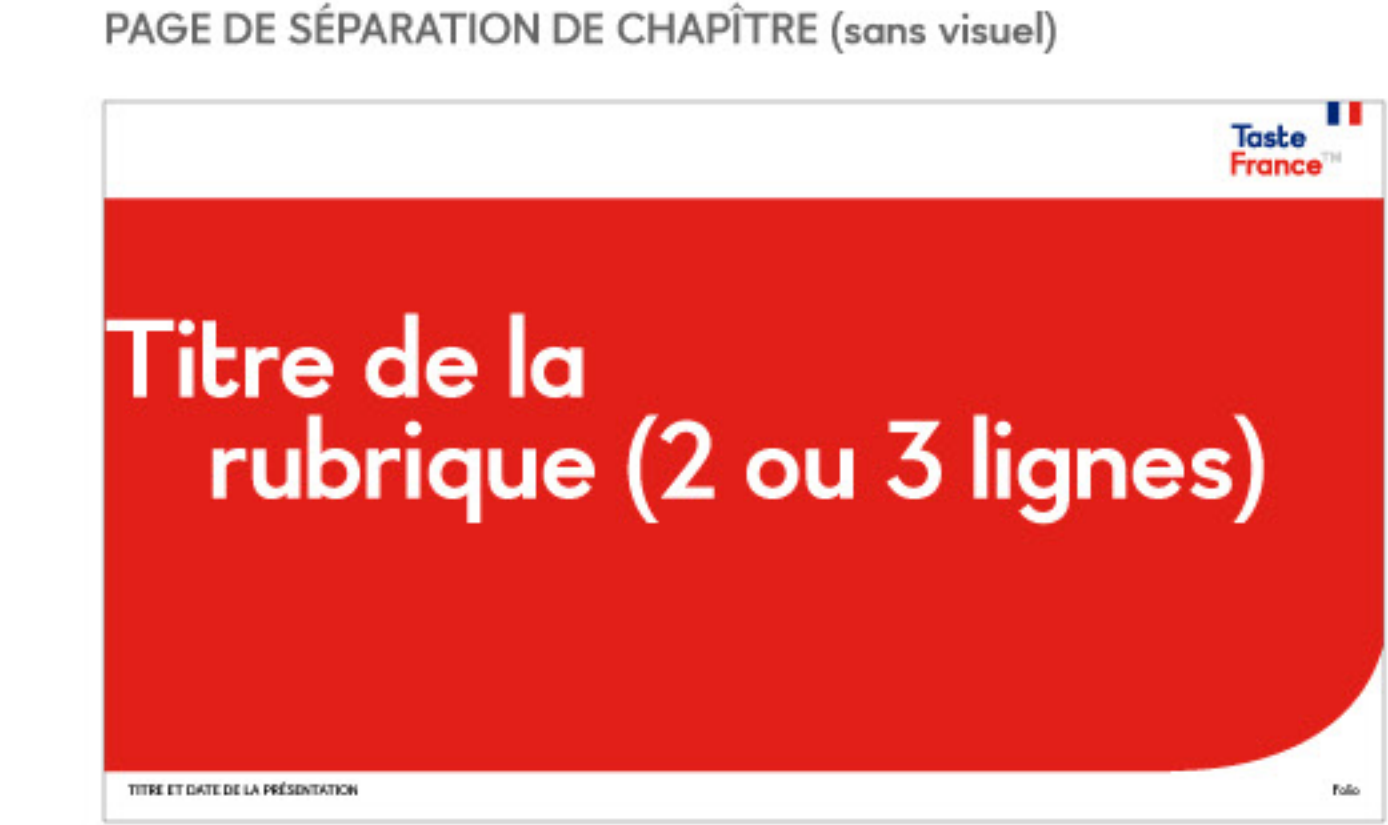 PAGE DE SÉPARATION DE CHAPÎTRE (sans visuel)
Taste
France™
Titre de la
rubrique (2 ou 3 lignes)
TITRE ET DATE DE LA PRÉSENTATION
Folio